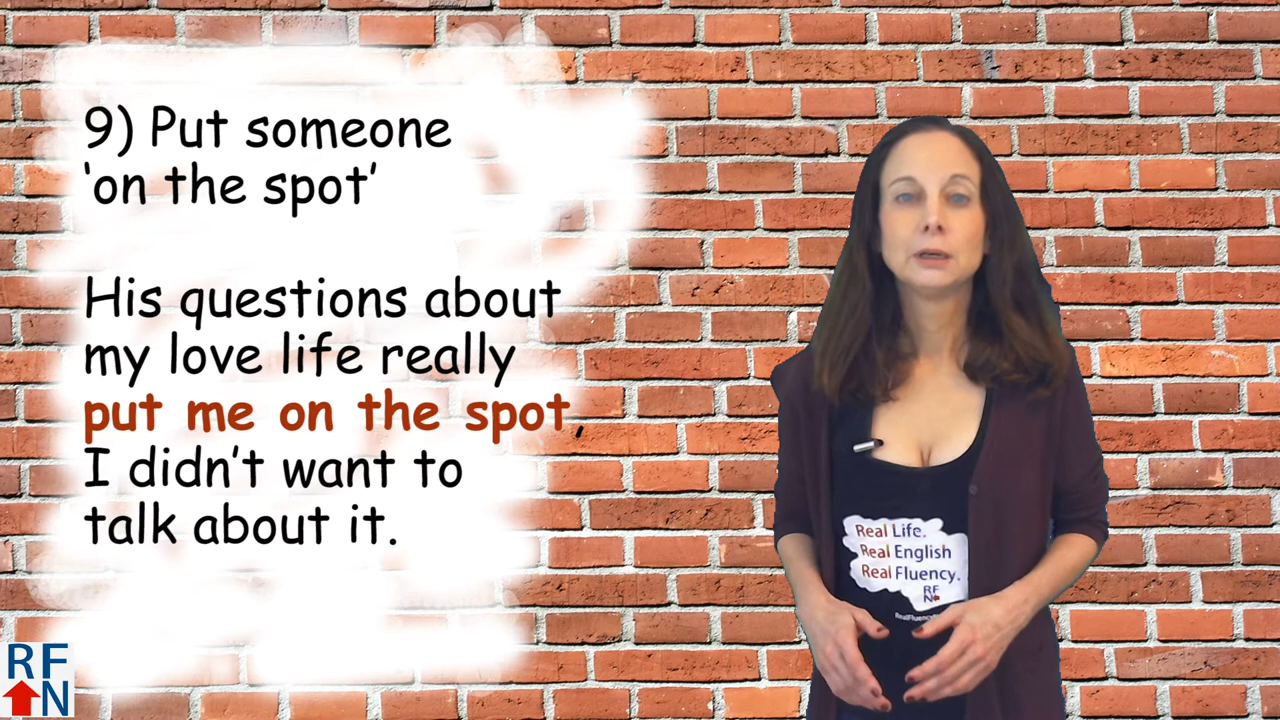 9) Put someone
‘on the spot’
His questions about
my love life really
put me on the spot,
I didn’t want to
talk about it.
Real Life.
Real English
Real Fluency.
RF
N
RF
N